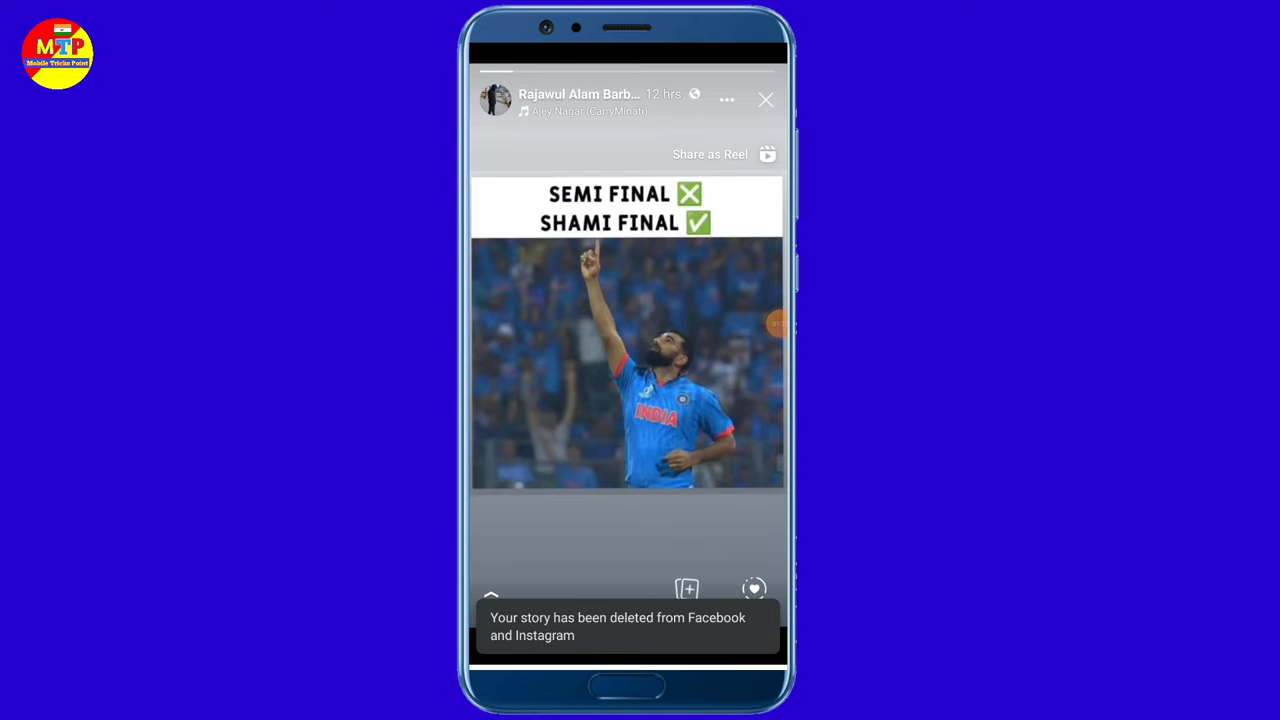 MTP
Mobile Tricks Point
Rajawul Alam Barb... 12 hrs
Ajey Nagar (CarryMinati)
Share as Reel
SEMI FINAL ❎
SHAMI FINAL ✅
INDIA
Your story has been deleted from Facebook
and Instagram